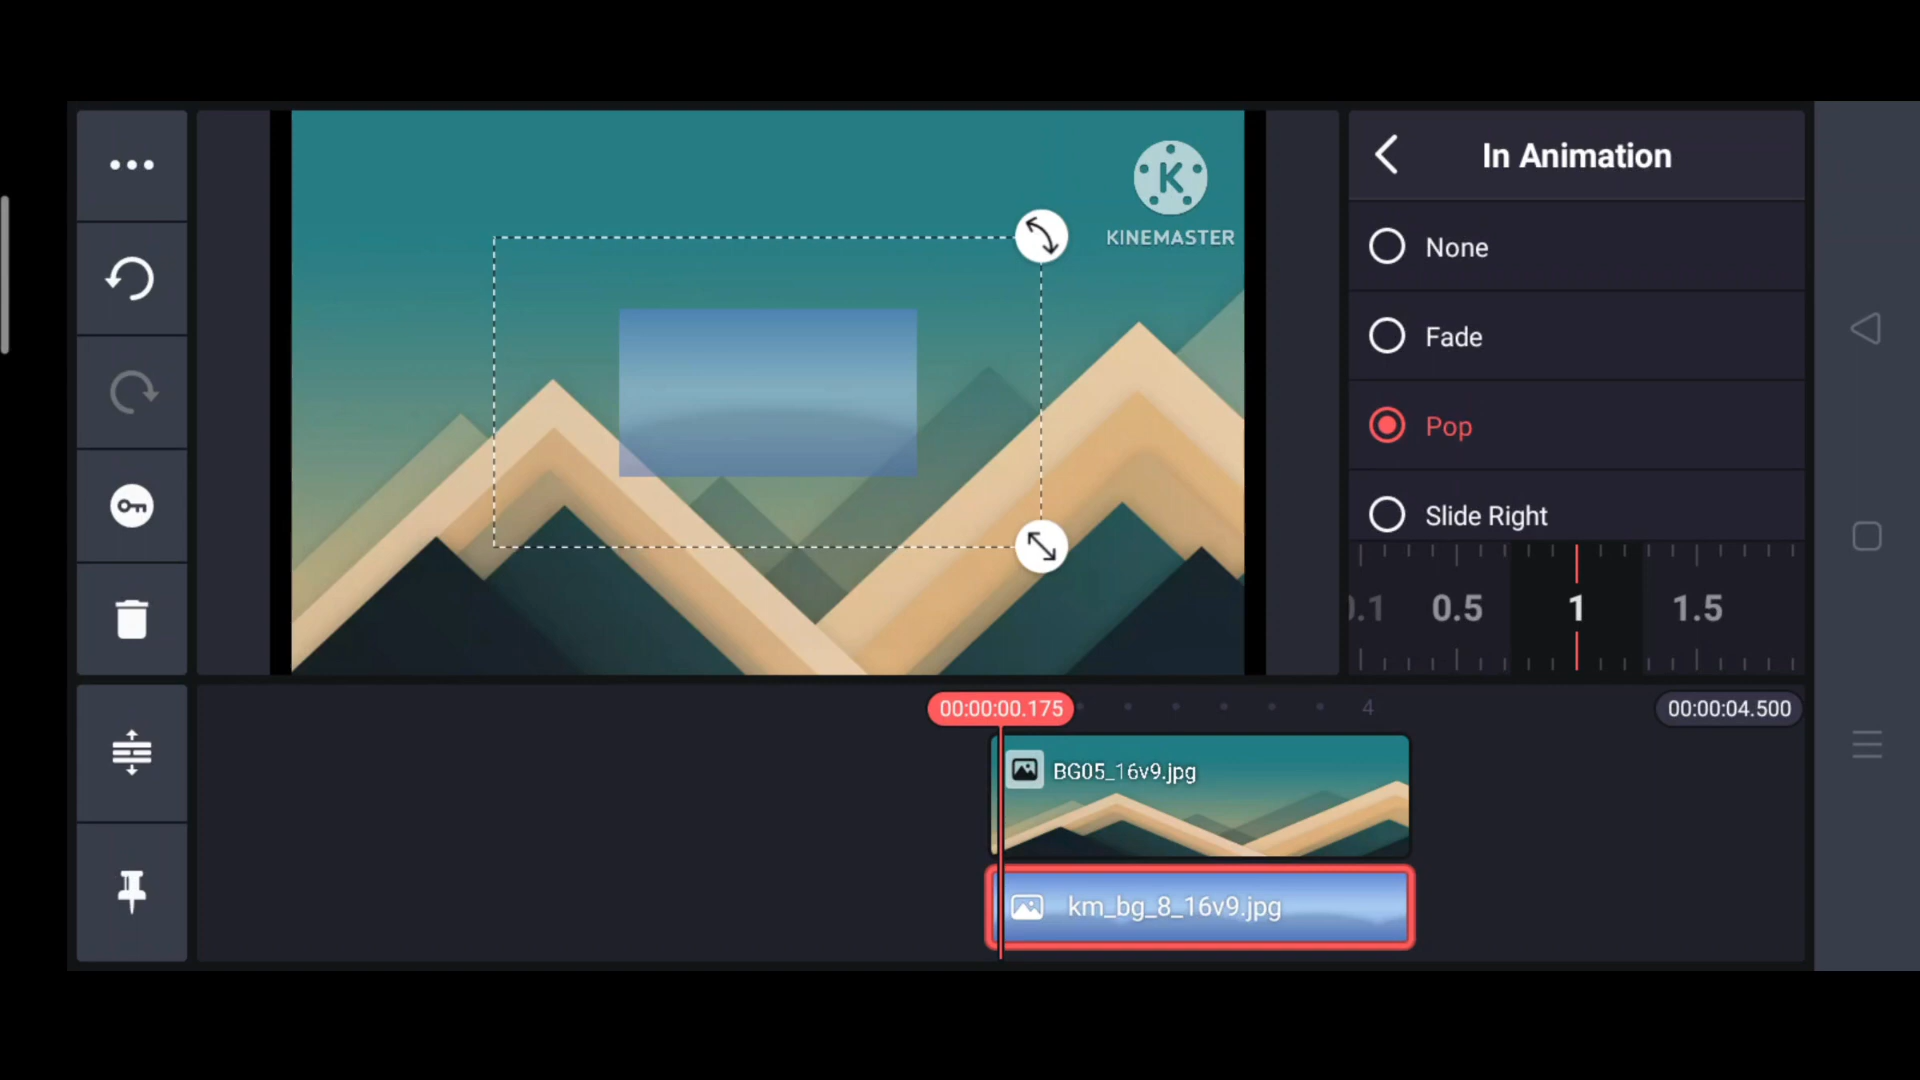 In Animation
K
KINEMASTER
None
Fade
Pop
Slide Right
0.5
1
1.5
00:00:00.175
4
00:00:04.500
BG05_16v9.jpg
km_bg_8_16v9.jpg